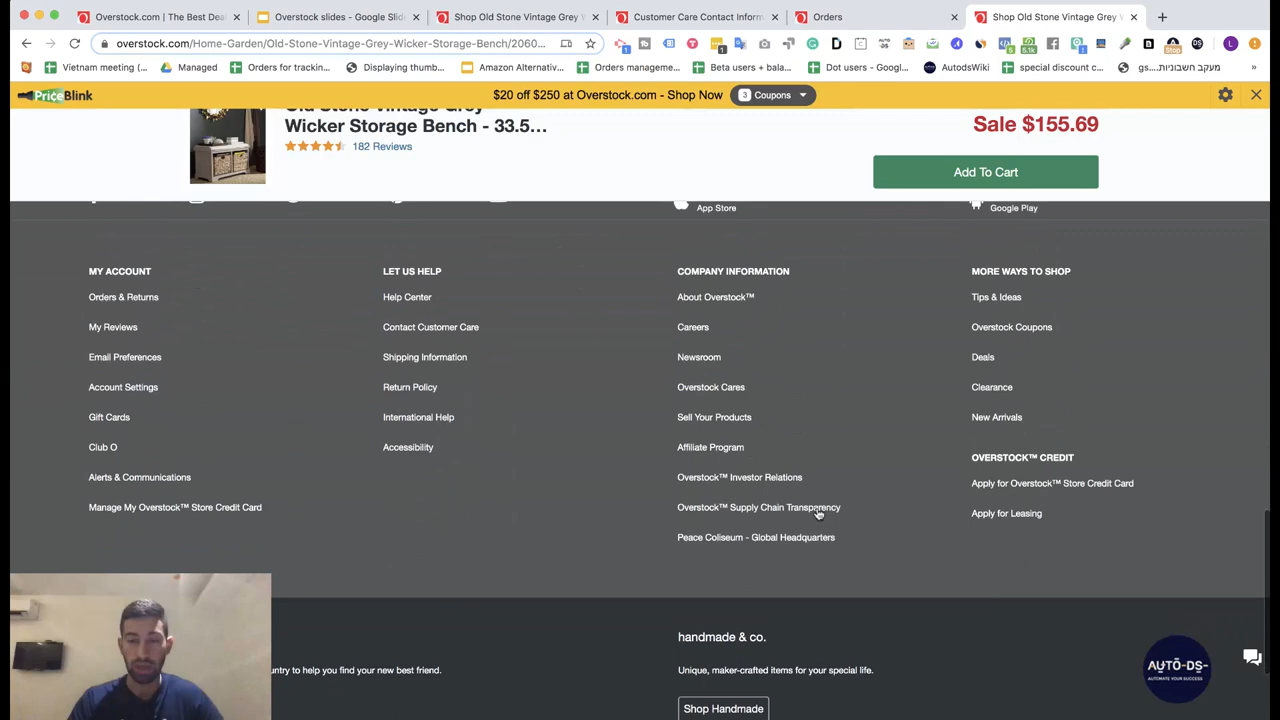 Overstock.com | The Best Dea
Overstock slides - Google Slid
Shop Old Stone Vintage Grey W
Customer Care Contact Inform
Orders
Shop Old Stone Vintage Grey W
overstock.com/Home-Garden/Old-Stone-Vintage-Grey-Wicker-Storage-Bench/2060...
Vietnam meeting (...
Managed
Orders for trackin...
Displaying thumb...
Amazon Alternativ...
Orders manageme...
Beta users + bala...
Dot users - Googl...
AutodsWiki
special discount c...
מעקב חשבוניות...gs
PriceBlink
$20 off $250 at Overstock.com - Shop Now
3 Coupons
Old Stone Vintage Grey
Wicker Storage Bench - 33.5...
182 Reviews
Sale $155.69
Add To Cart
App Store
Google Play
MY ACCOUNT
Orders & Returns
My Reviews
Email Preferences
Account Settings
Gift Cards
Club O
Alerts & Communications
Manage My Overstock™ Store Credit Card
LET US HELP
Help Center
Contact Customer Care
Shipping Information
Return Policy
International Help
Accessibility
COMPANY INFORMATION
About Overstock™
Careers
Newsroom
Overstock Cares
Sell Your Products
Affiliate Program
Overstock™ Investor Relations
Overstock™ Supply Chain Transparency
Peace Coliseum - Global Headquarters
MORE WAYS TO SHOP
Tips & Ideas
Overstock Coupons
Deals
Clearance
New Arrivals
OVERSTOCK™ CREDIT
Apply for Overstock™ Store Credit Card
Apply for Leasing
untry to help you find your new best friend.
handmade & co.
Unique, maker-crafted items for your special life.
Shop Handmade
AUTO-DS-
AUTOMATE YOUR SUCCESS